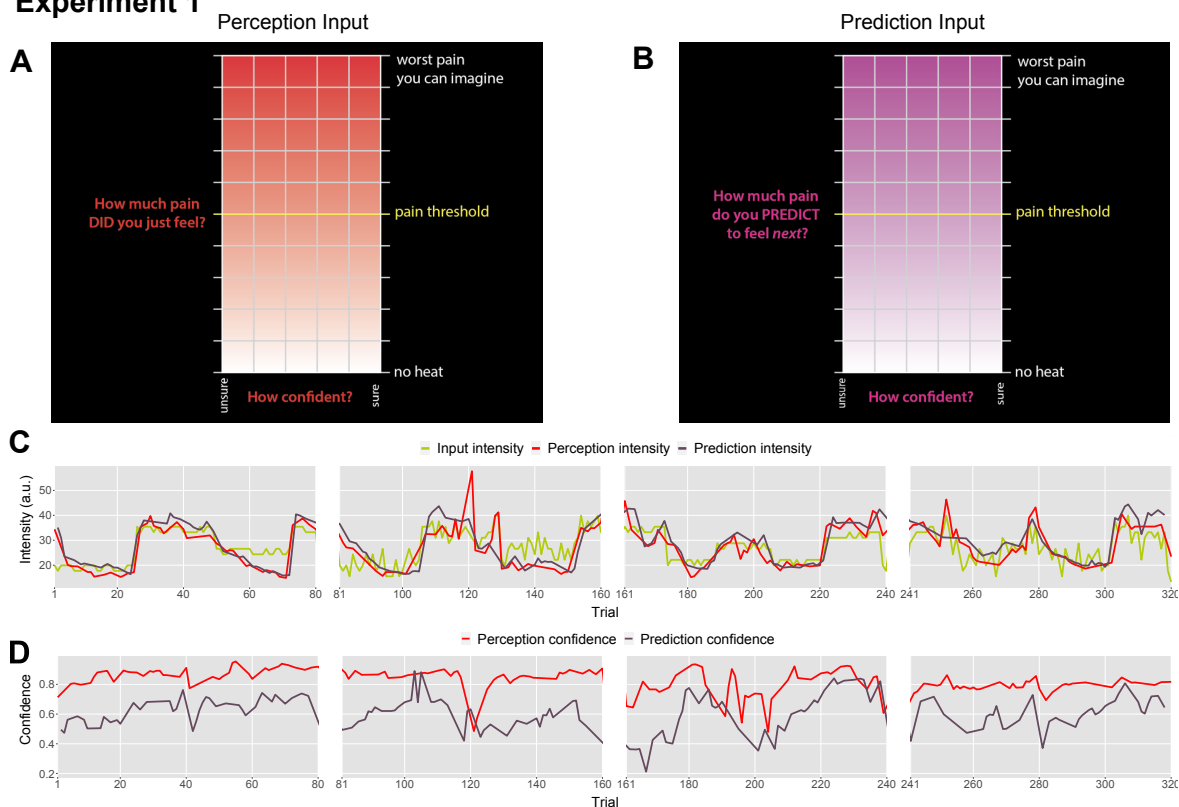 Experiment 1
Perception Input
Prediction Input
A
worst pain
you can imagine
How much pain
DID you just feel?
pain threshold
no heat
unsure
How confident?
sure
B
worst pain
you can imagine
How much pain
do you PREDICT
to feel next?
pain threshold
no heat
unsure
How confident?
sure
C
Input intensity Perception intensity Prediction intensity
Intensity (a.u.)
50
40
30
20
1 20 40 60 80 81 100 120 140 160 161 180 200 220 240 241 260 280 300 320
Trial
D
Perception confidence Prediction confidence
Confidence
0.8
0.6
0.4
0.2
1 20 40 60 80 81 100 120 140 160 161 180 200 220 240 241 260 280 300 320
Trial